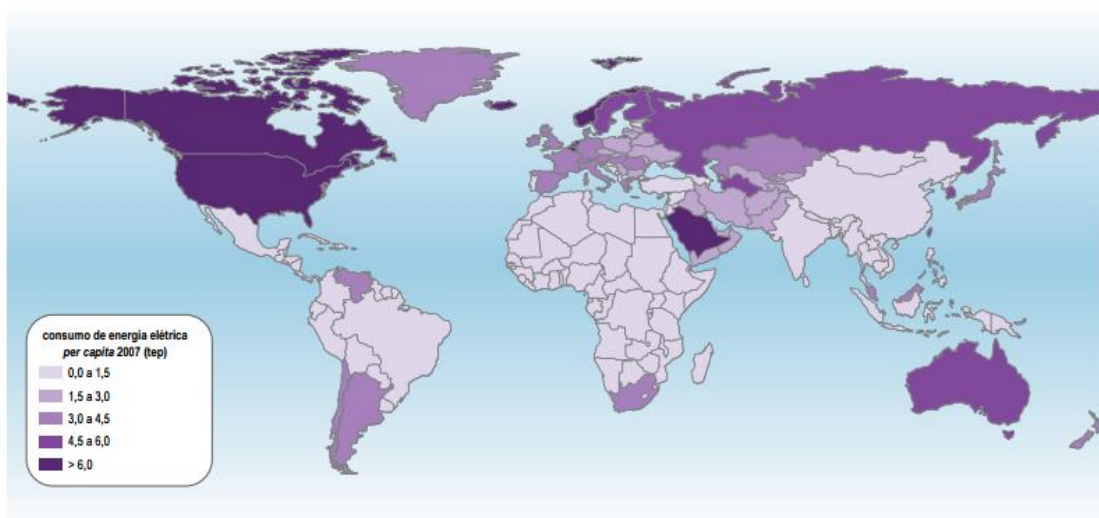 consumo de energia elétrica
per capita 2007 (tep)
0,0 a 1,5
1,5 a 3,0
3,0 a 4,5
4,5 a 6,0
> 6,0